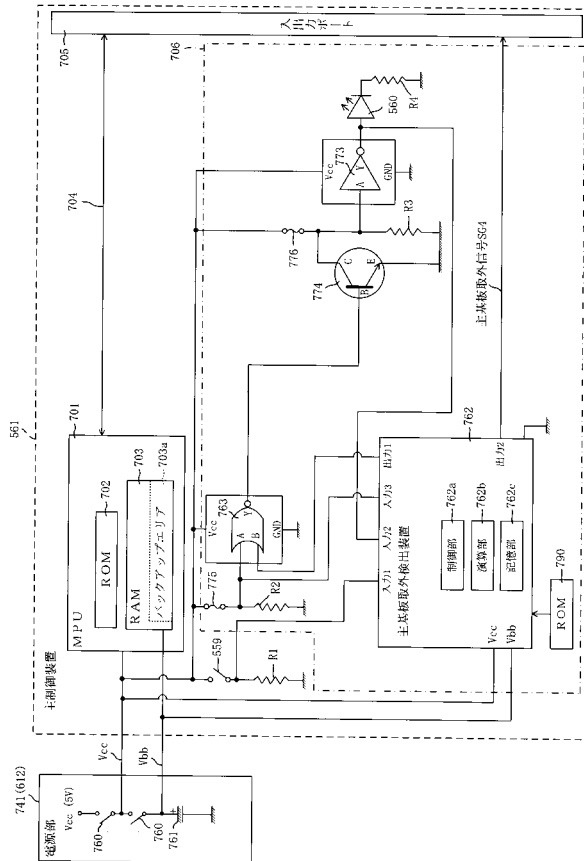 561
主制御装置
741(612)
電源部
Vcc (5V)
760
760
761
Vcc
Vbb
MPU
701
ROM
702
RAM
703
バックアップエリア
703a
704
705
入出力ポート
706
559
R1
775
R2
763
Vcc
A
B
Y
GND
774
B
C
E
776
R3
773
Vcc
A
Y
GND
560
R4
762
主基板取外検出装置
入力1
入力2
入力3
出力1
出力2
Vcc
Vbb
制御部
762a
演算部
762b
記憶部
762c
ROM
790
主基板取外信号SG4